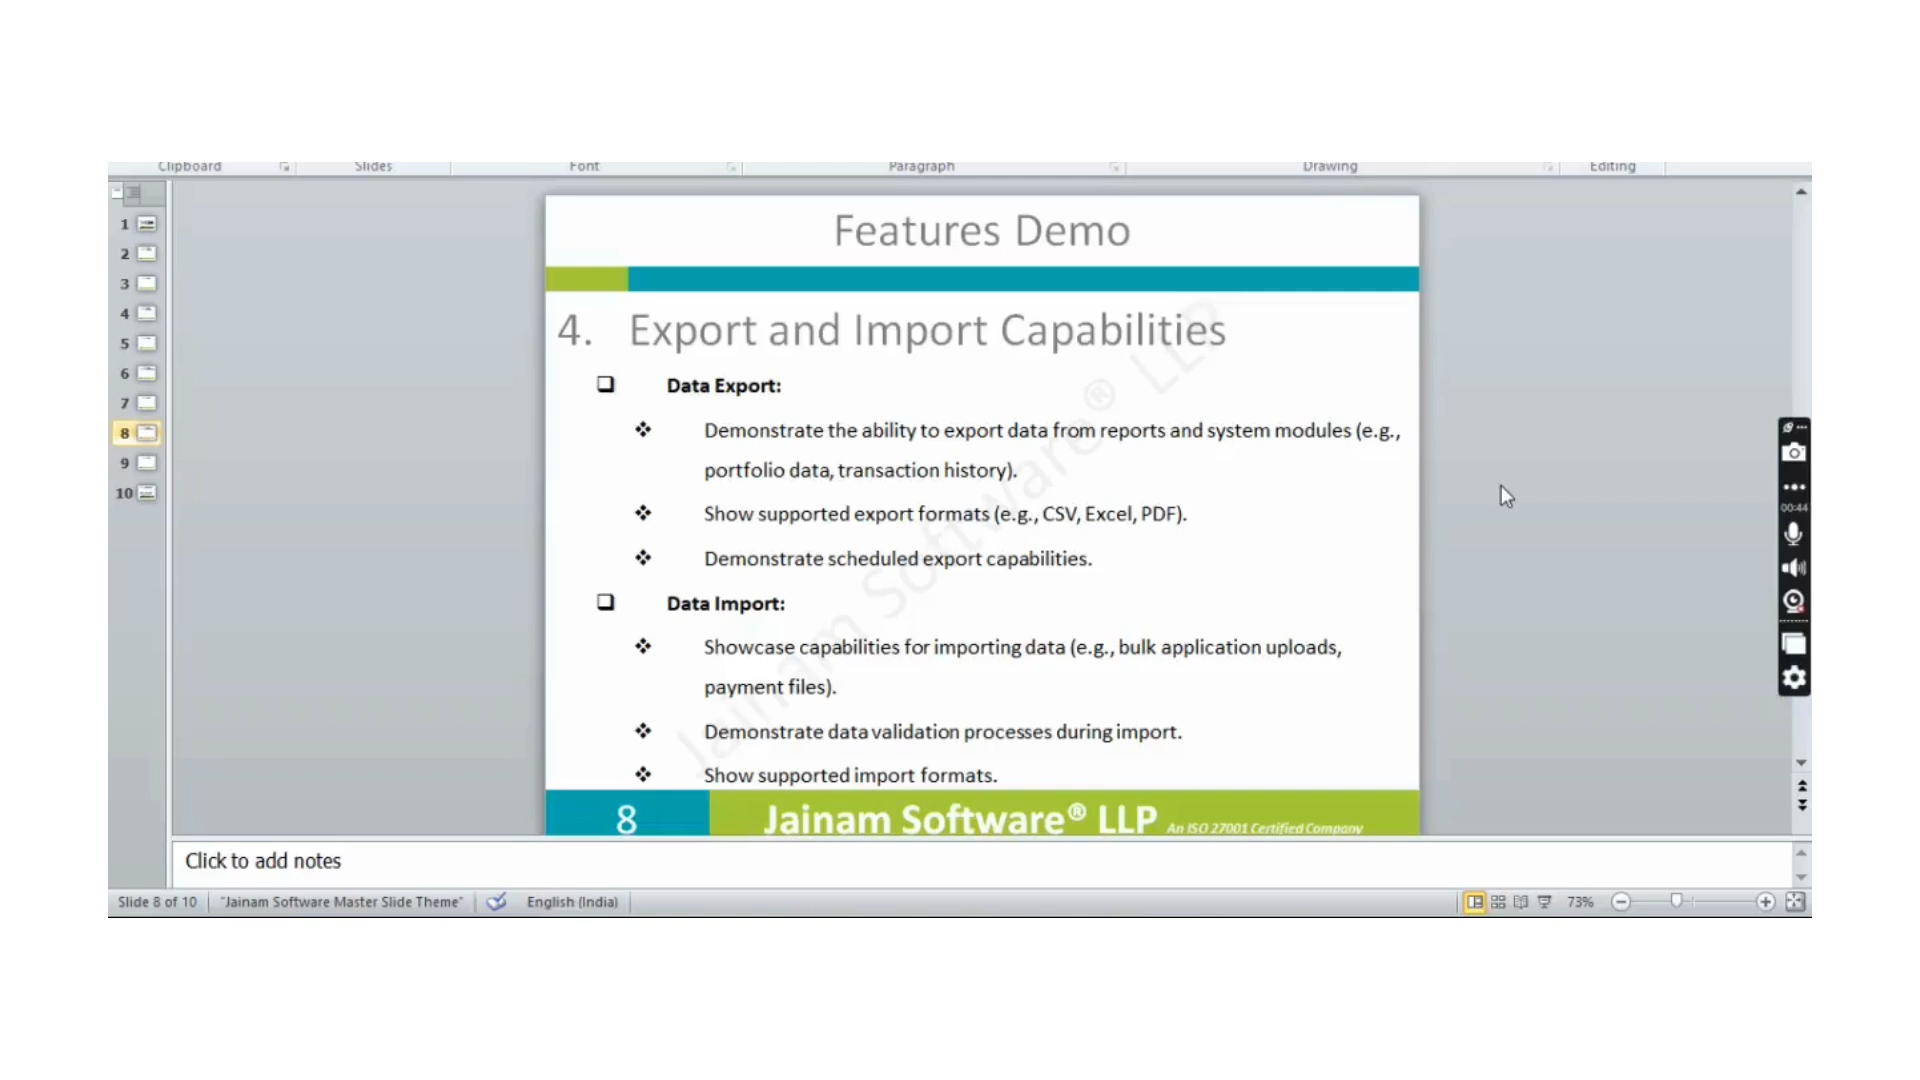 Clipboard Slides Font Paragraph Drawing Editing
1
2
3
4
5
6
7
8
9
10
Features Demo
4. Export and Import Capabilities
Data Export:
Demonstrate the ability to export data from reports and system modules (e.g.,
portfolio data, transaction history).
Show supported export formats (e.g., CSV, Excel, PDF).
Demonstrate scheduled export capabilities.
Data Import:
Showcase capabilities for importing data (e.g., bulk application uploads,
payment files).
Demonstrate data validation processes during import.
Show supported import formats.
Jainam Software® LLP
8 Jainam Software® LLP An ISO 27001 Certified Company
00:44
Click to add notes
Slide 8 of 10 "Jainam Software Master Slide Theme" English (India) 73%